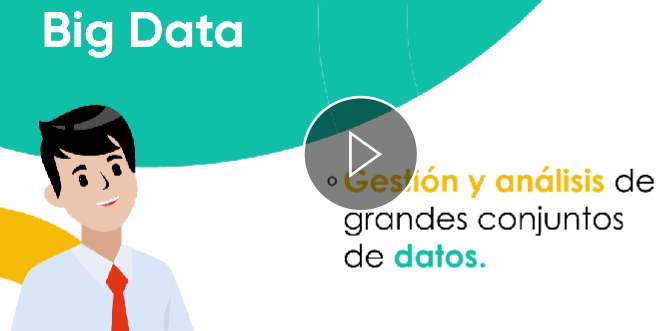 Big Data
Gestión y análisis de
grandes conjuntos
de datos.